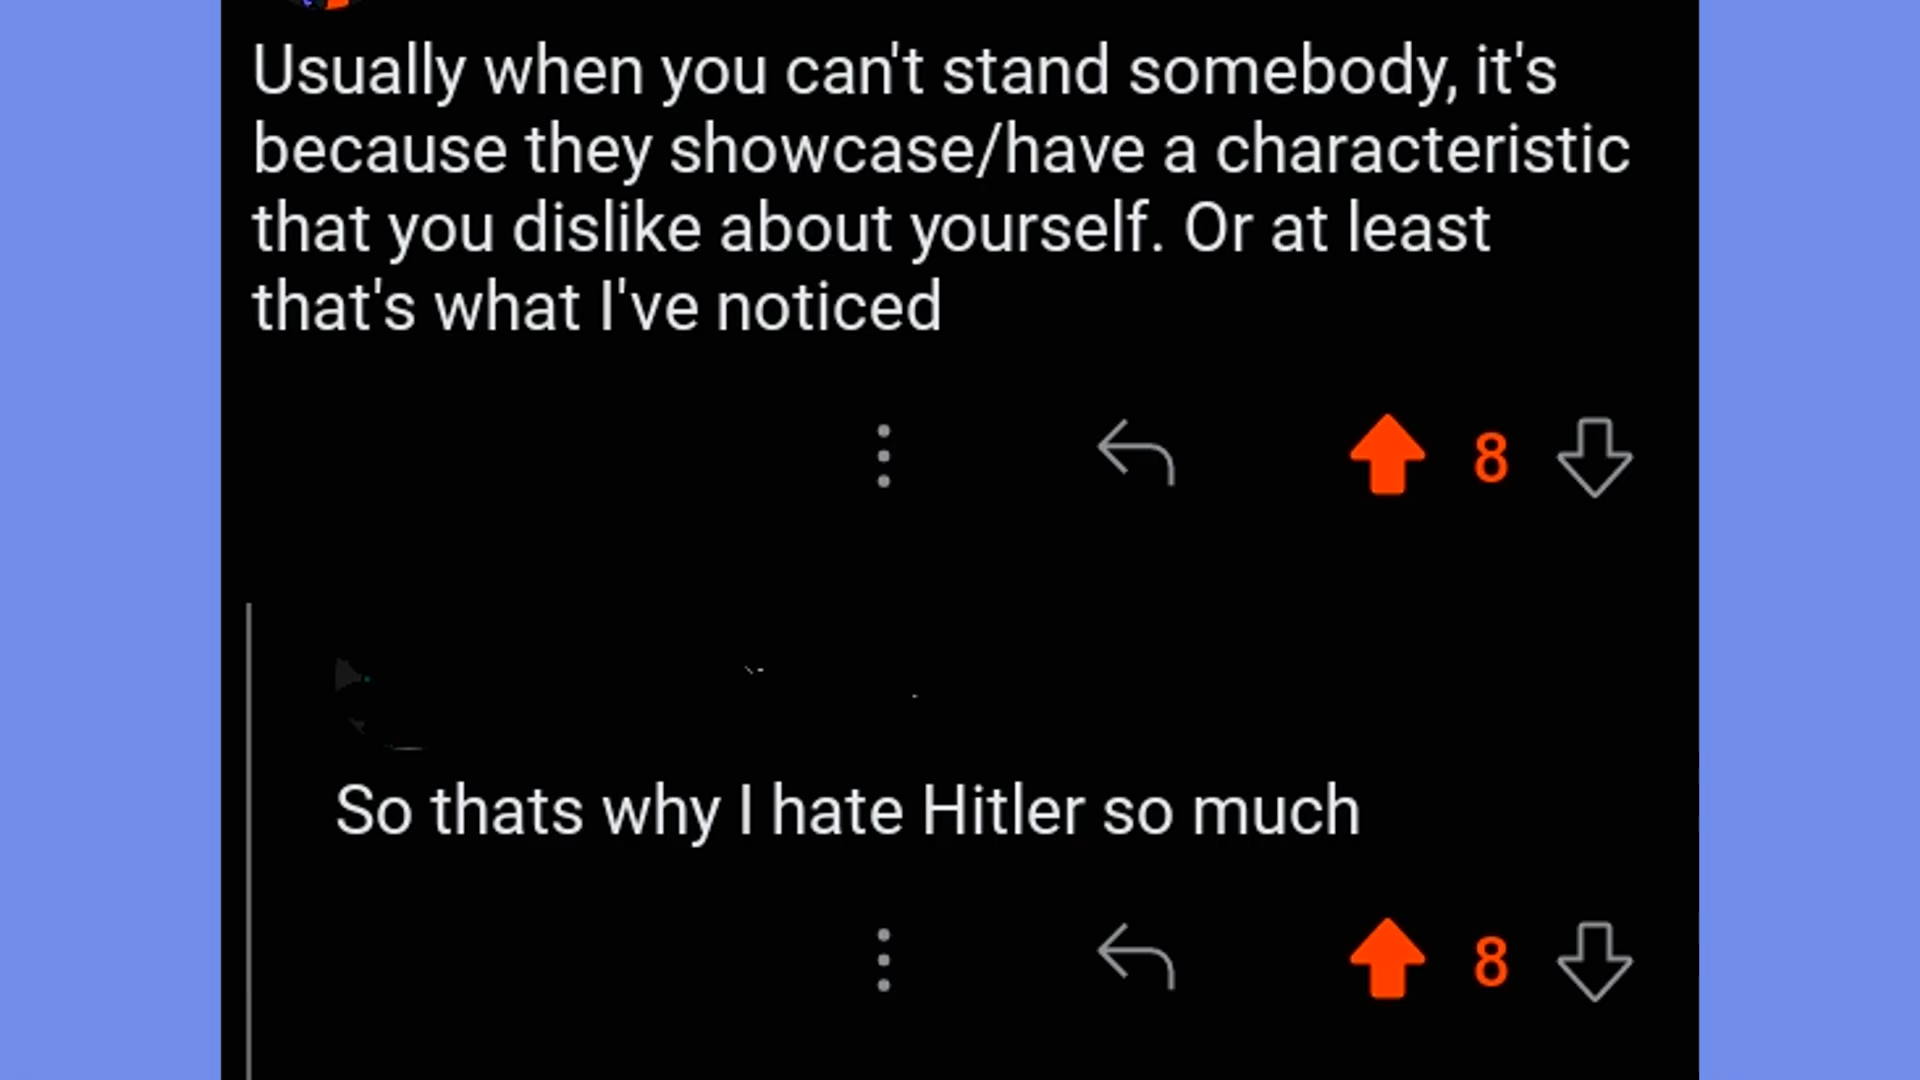 Usually when you can't stand somebody, it's
because they showcase/have a characteristic
that you dislike about yourself. Or at least
that's what I've noticed
8
So thats why I hate Hitler so much
8